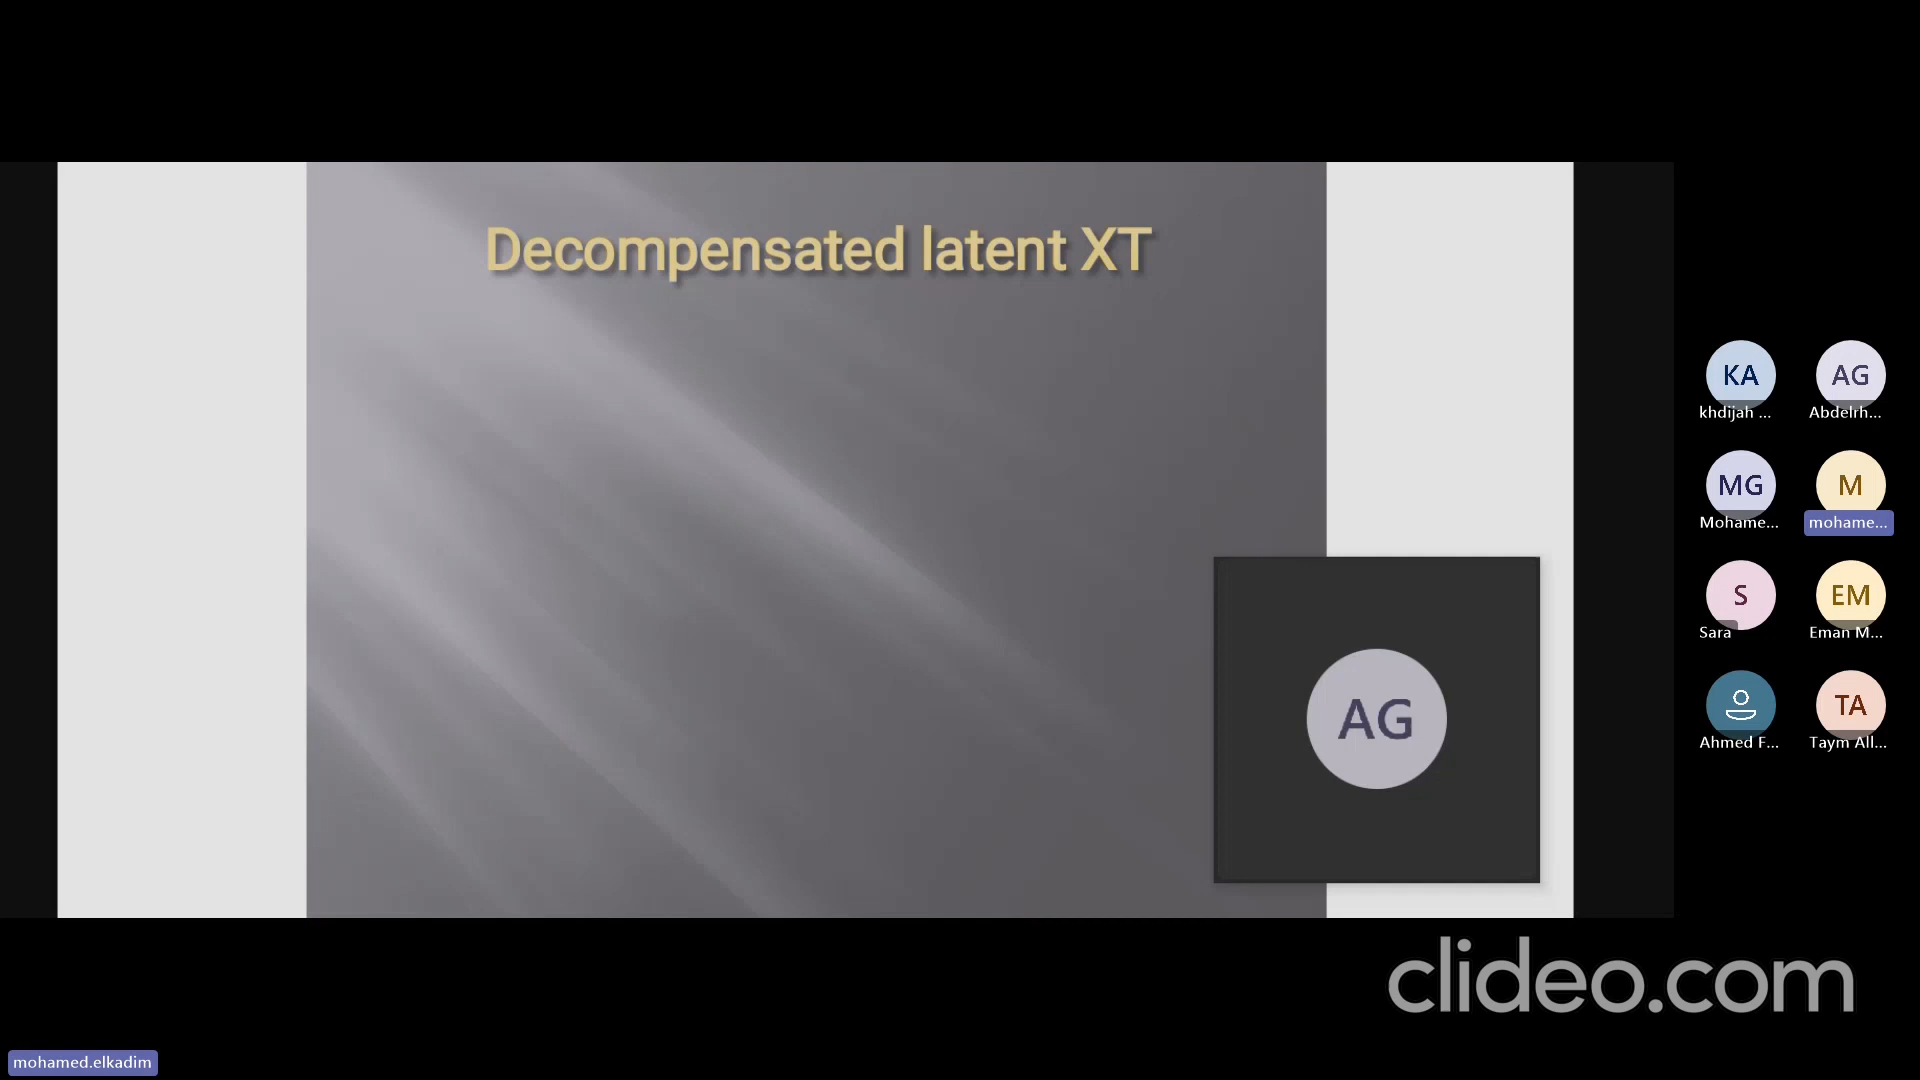 Decompensated latent XT
KA
AG
khdijah ...
Abdelrh...
MG
M
Mohame...
mohame...
S
EM
Sara
Eman M...
AG
TA
Ahmed F...
Taym All...
clideo.com
mohamed.elkadim